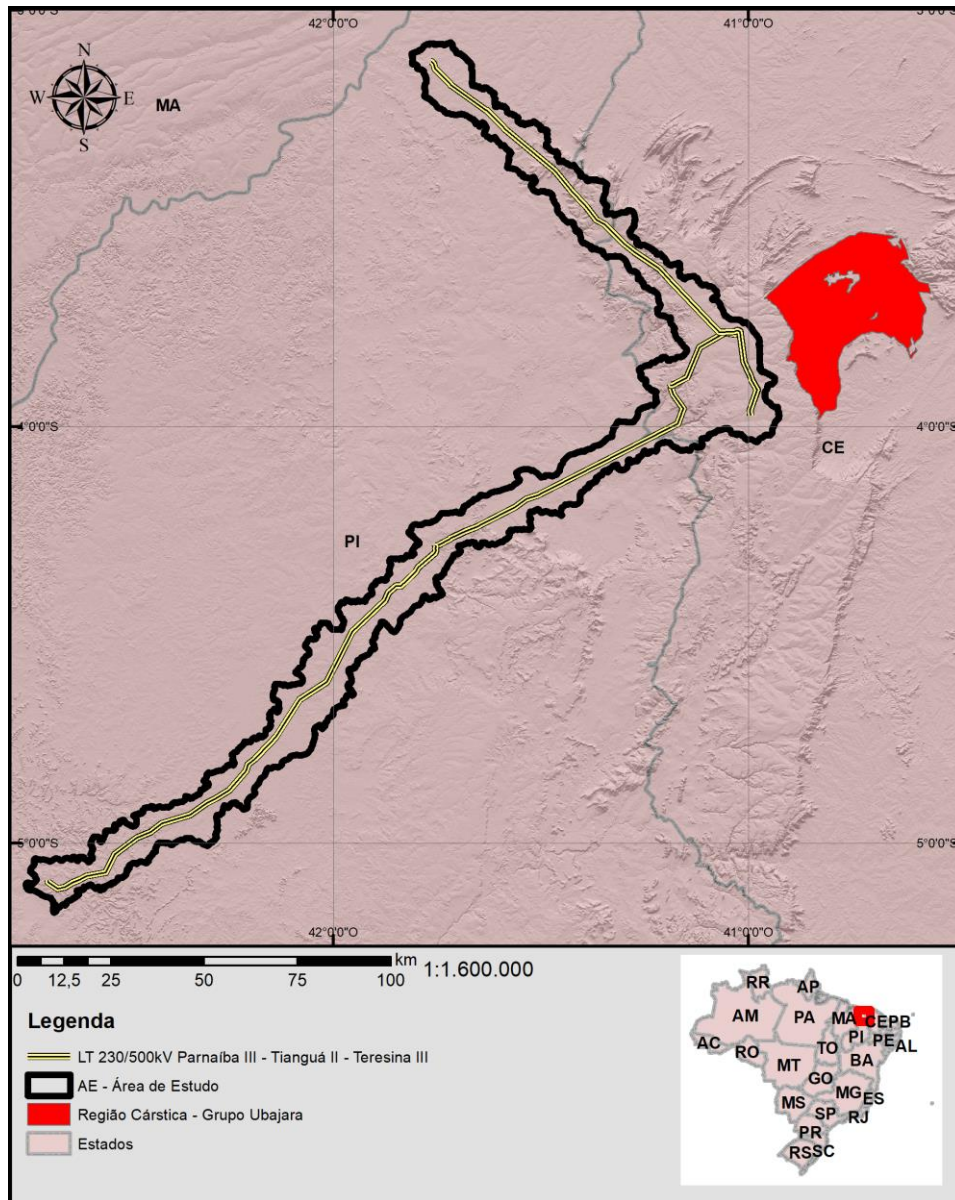 42°0'0"O
41°0'0"O
3°0'0"S
N
W
E
S
MA
4°0'0"S
4°0'0"S
CE
PI
5°0'0"S
5°0'0"S
42°0'0"O
41°0'0"O
0 12,5 25 50 75 100 km 1:1.600.000
Legenda
LT 230/500kV Parnaíba III - Tianguá II - Teresina III
AE - Área de Estudo
Região Cárstica - Grupo Ubajara
Estados
RR
AP
AM
PA
MA
CE
PB
PI
PE
AL
AC
RO
TO
BA
MT
GO
MG
ES
MS
SP
RJ
PR
SC
RS